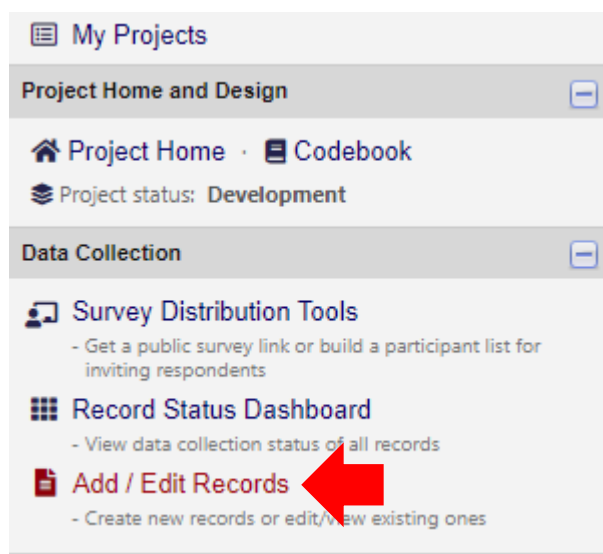 My Projects
Project Home and Design
Project Home · Codebook
Project status: Development
Data Collection
Survey Distribution Tools
- Get a public survey link or build a participant list for
inviting respondents
Record Status Dashboard
- View data collection status of all records
Add / Edit Records
- Create new records or edit/view existing ones